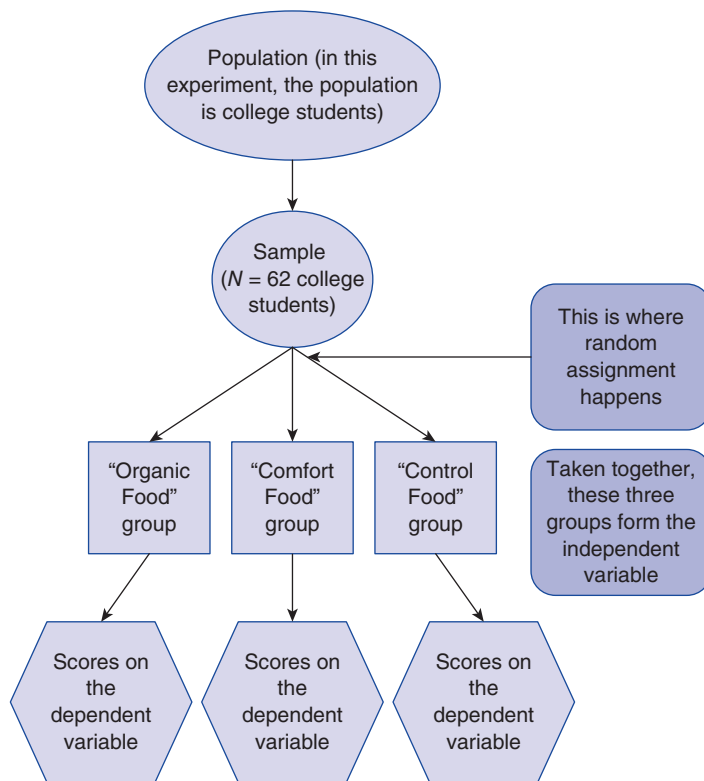 Population (in this
experiment, the population
is college students)
Sample
(N = 62 college
students)
This is where
random
assignment
happens
“Organic
Food”
group
“Comfort
Food”
group
“Control
Food”
group
Taken together,
these three
groups form the
independent
variable
Scores on
the
dependent
variable
Scores on
the
dependent
variable
Scores on
the
dependent
variable